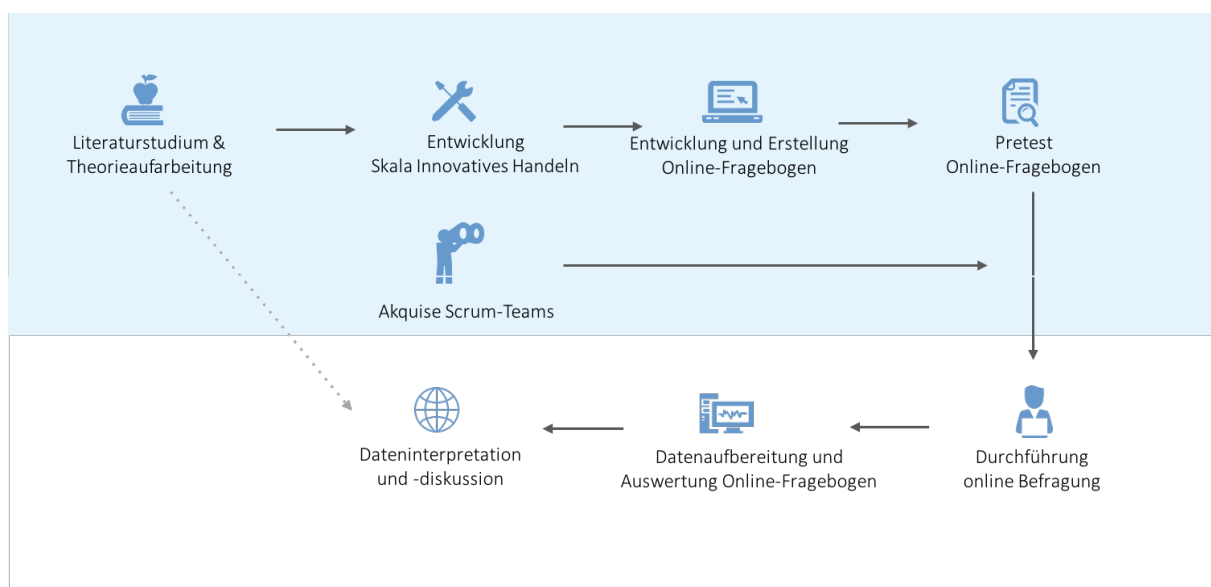 Literaturstudium &
Theorieaufarbeitung
Entwicklung
Skala Innovatives Handeln
Entwicklung und Erstellung
Online-Fragebogen
Pretest
Online-Fragebogen
Akquise Scrum-Teams
Dateninterpretation
und -diskussion
Datenaufbereitung und
Auswertung Online-Fragebogen
Durchführung
online Befragung